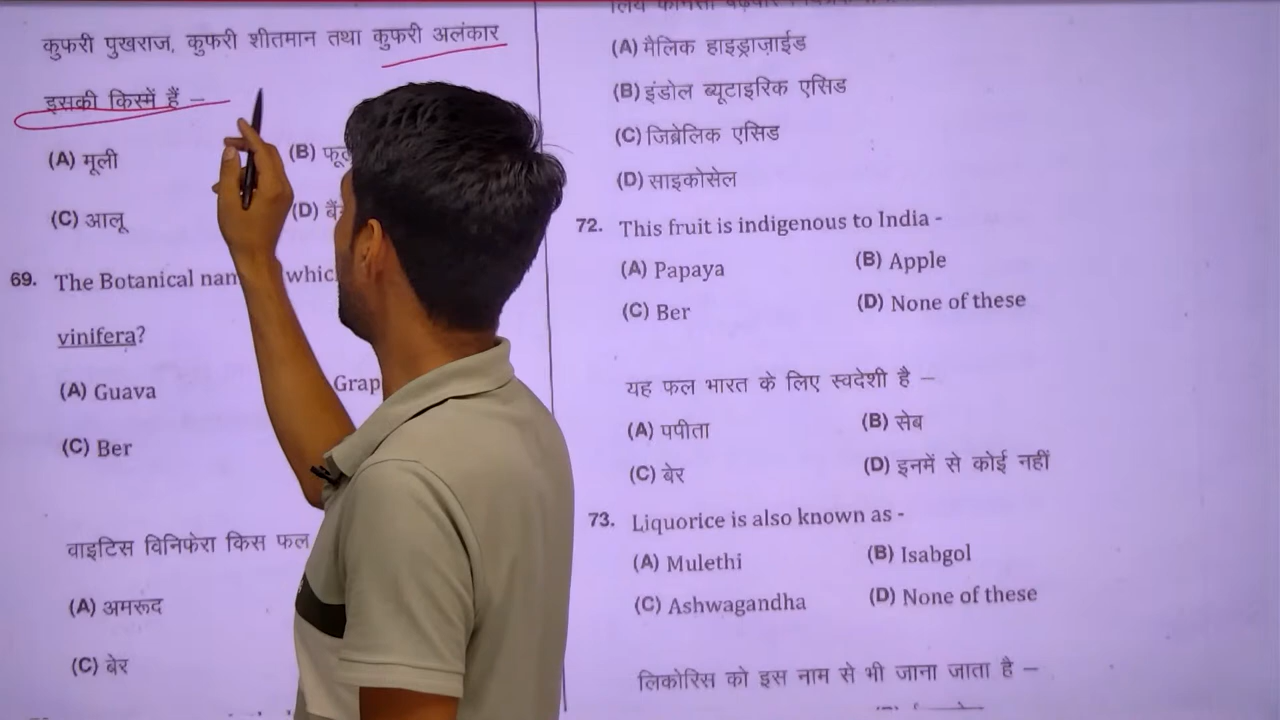 कुफरी पुखराज, कुफरी शीतमान तथा कुफरी अलंकार
इसकी किस्में हैं –
(A) मूली
(B)
(C) आलू
(D)
69. The Botanical
vinifera?
(A) Guava
(C) Ber
वाइटिस विनिफेरा किस फल
(A) अमरूद
(C) बेर
(A) मैलिक हाइड्राज़ाईड
(B) इंडोल ब्यूटाइरिक एसिड
(C) जिब्रेलिक एसिड
(D) साइकोसेल
72. This fruit is indigenous to India -
(A) Papaya
(B) Apple
(C) Ber
(D) None of these
यह फल भारत के लिए स्वदेशी है –
(A) पपीता
(B) सेब
(C) बेर
(D) इनमें से कोई नहीं
73. Liquorice is also known as -
(A) Mulethi
(B) Isabgol
(C) Ashwagandha
(D) None of these
लिकोरिस को इस नाम से भी जाना जाता है –